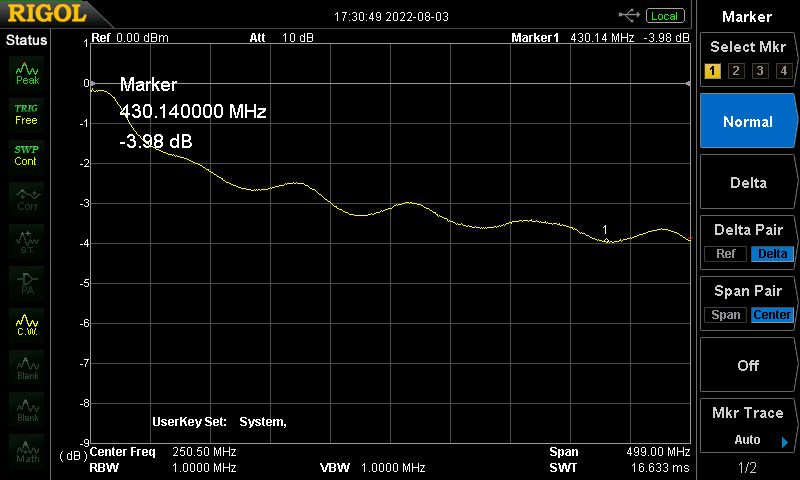 RIGOL
17:30:49 2022-08-03
Local
Marker
Status
Ref 0.00 dBm Att 10 dB Marker1 430.14 MHz -3.98 dB
Select Mkr
1 2 3 4
Peak
TRIG
Free
SWP
Cont
Corr
S.T
PA
C.W.
Blank
Blank
Math
1
0
-1
-2
-3
-4
-5
-6
-7
-8
-9
(dB)
Marker
430.140000 MHz
-3.98 dB
1
UserKey Set: System,
Center Freq 250.50 MHz Span 499.00 MHz
RBW 1.0000 MHz VBW 1.0000 MHz SWT 16.633 ms
Normal
Delta
Delta Pair
Ref Delta
Span Pair
Span Center
Off
Mkr Trace
Auto
1/2